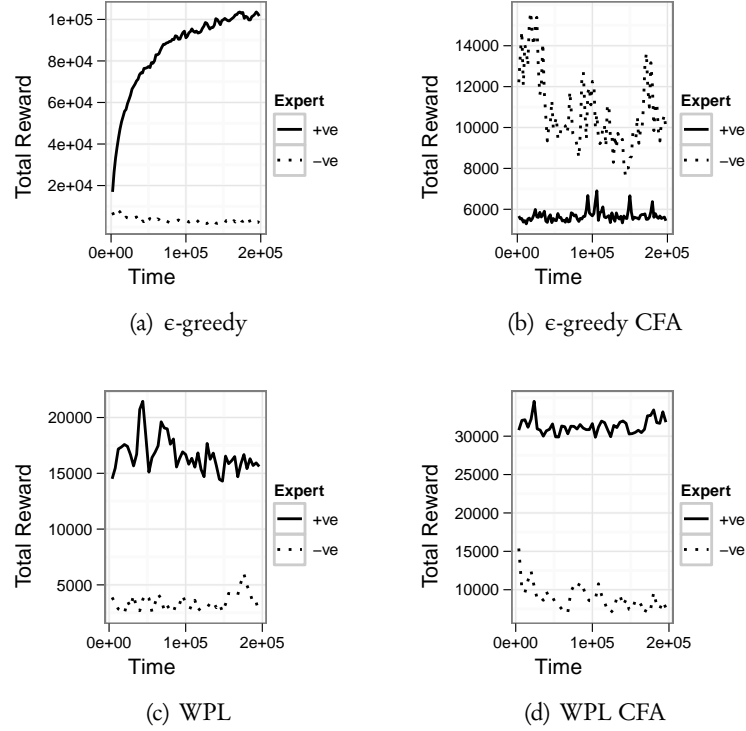 1e+05
8e+04
6e+04
4e+04
2e+04
0e+00 1e+05 2e+05
Total Reward
Time
Expert
+ve
−ve
(a) ϵ-greedy
14000
12000
10000
8000
6000
0e+00 1e+05 2e+05
Total Reward
Time
Expert
+ve
−ve
(b) ϵ-greedy CFA
20000
15000
10000
5000
0e+00 1e+05 2e+05
Total Reward
Time
Expert
+ve
−ve
(c) WPL
30000
25000
20000
15000
10000
0e+00 1e+05 2e+05
Total Reward
Time
Expert
+ve
−ve
(d) WPL CFA